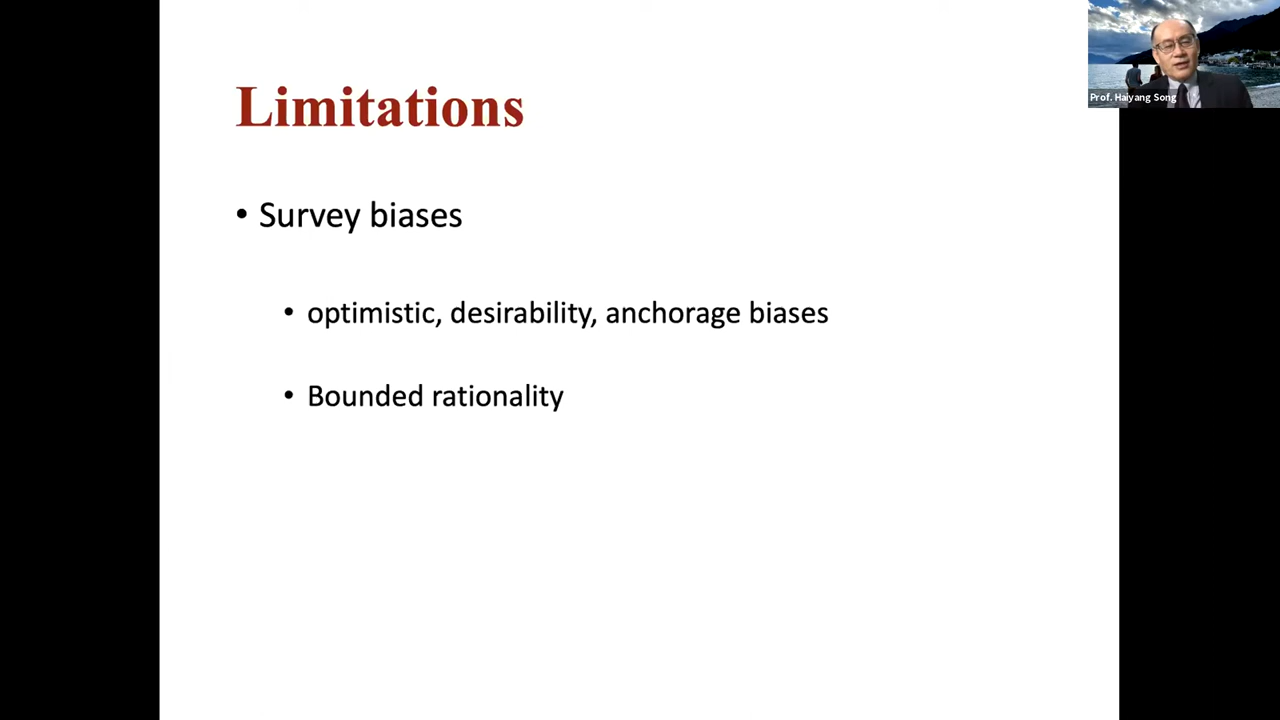 Limitations
• Survey biases
• optimistic, desirability, anchorage biases
• Bounded rationality
Prof. Haiyang Song